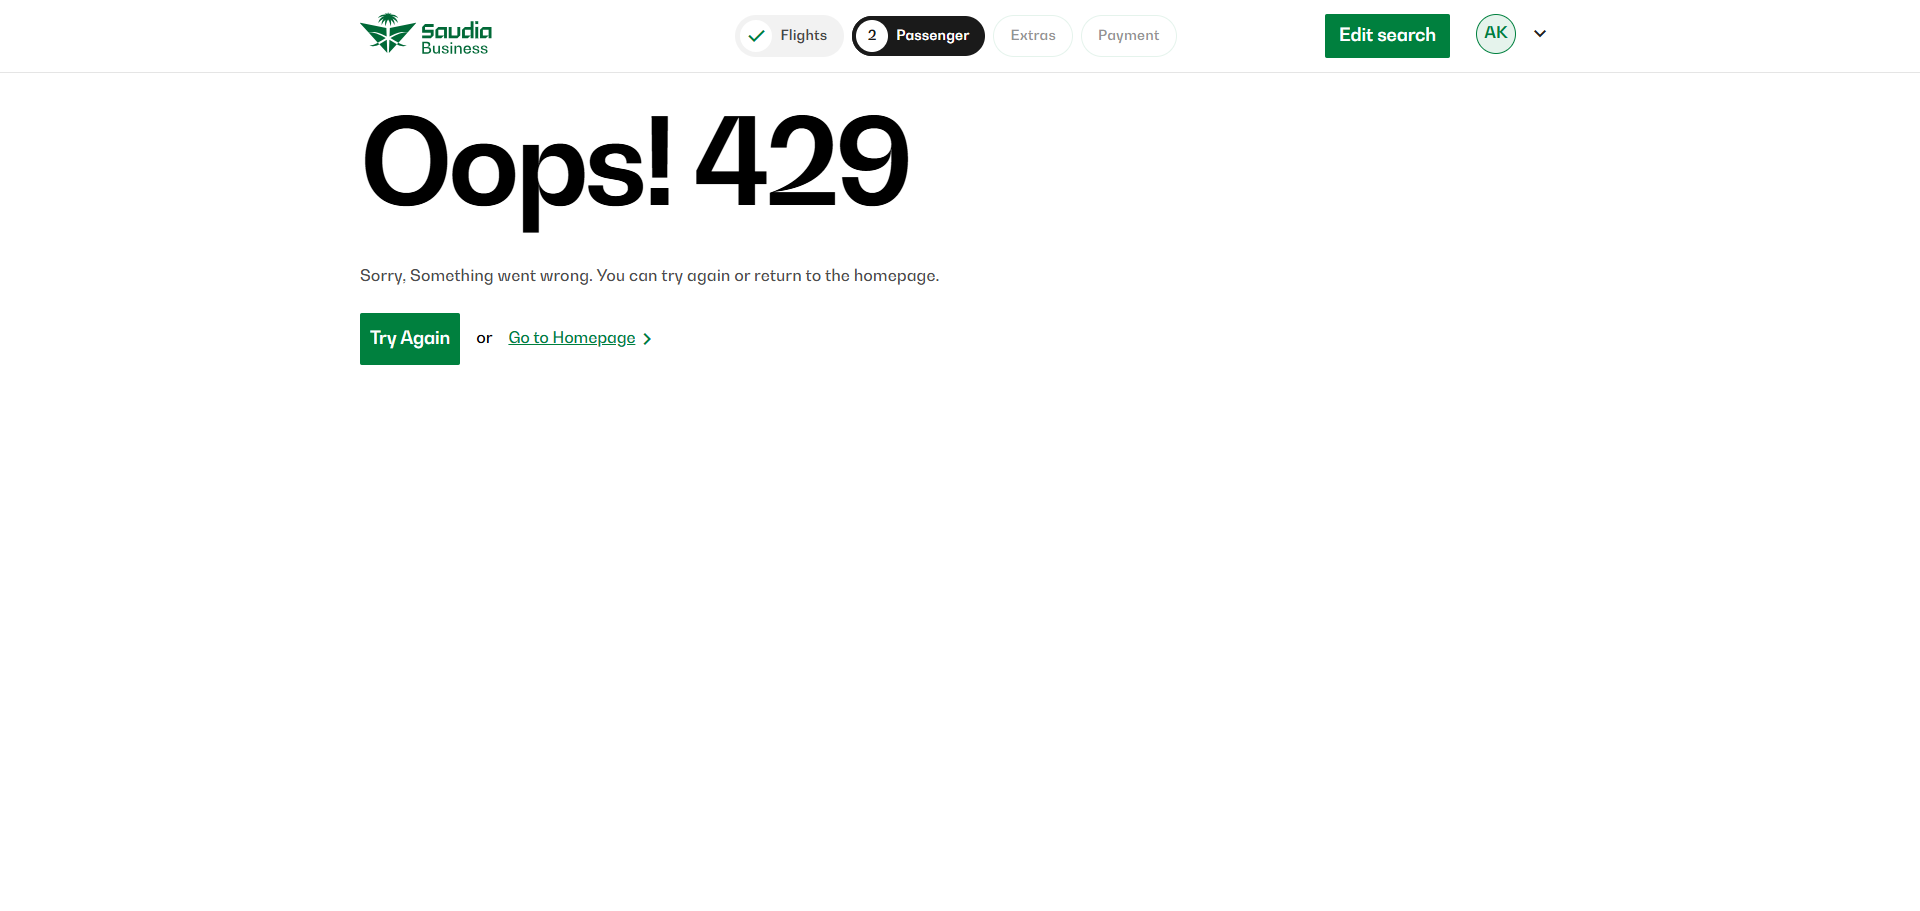 Saudia
Business
Flights
2 Passenger
Extras
Payment
Edit search
AK
Oops! 429
Sorry, Something went wrong. You can try again or return to the homepage.
Try Again or Go to Homepage